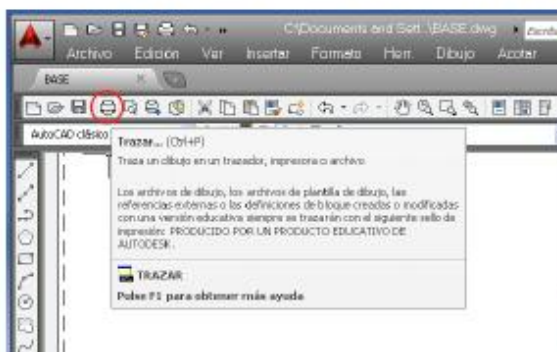 C:\Documents and Sett...\BASE.dwg
Archivo Edición Ver Insertar Formato Herr. Dibujo Acotar
BASE
AutoCAD clásico
Trazar... (Ctrl+P)
Traza un dibujo en un trazador, impresora o archivo
Los archivos de dibujo, los archivos de plantilla de dibujo, las
referencias externas o las definiciones de bloque creadas o modificadas
con una versión educativa siempre se trazarán con el siguiente sello de
impresión: PRODUCIDO POR UN PRODUCTO EDUCATIVO DE
AUTODESK.
TRAZAR
Pulse F1 para obtener más ayuda